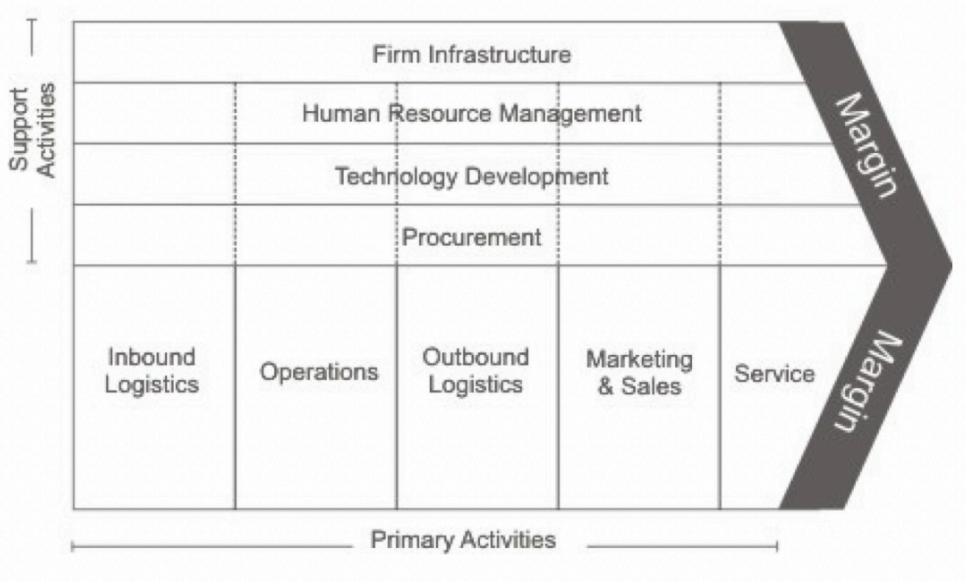 Support
Activities
Firm Infrastructure
Human Resource Management
Technology Development
Procurement
Inbound
Logistics
Operations
Outbound
Logistics
Marketing
& Sales
Service
Margin
Margin
Primary Activities